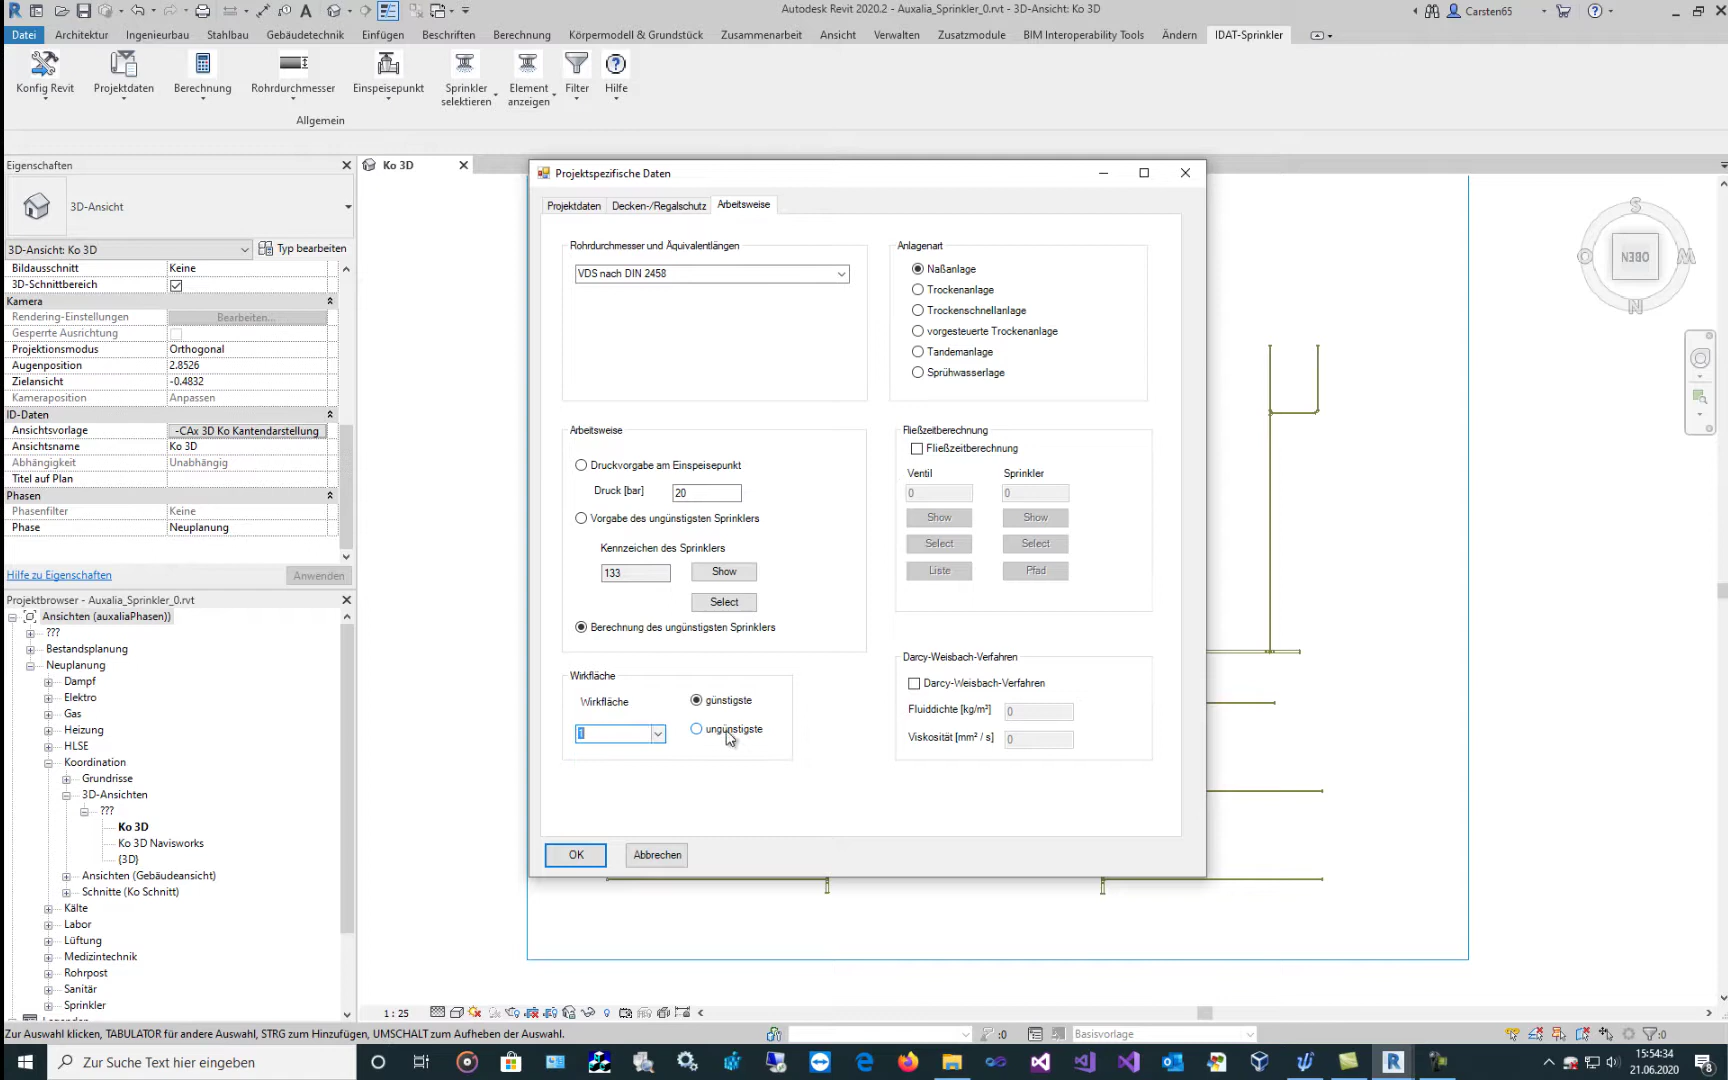 Autodesk Revit 2020.2 - Auxalia_Sprinkler_0.rvt - 3D-Ansicht: Ko 3D
Carsten65
Datei Architektur Ingenieurbau Stahlbau Gebäudetechnik Einfügen Beschriften Berechnung Körpermodell & Grundstück Zusammenarbeit Ansicht Verwalten Zusatzmodule BIM Interoperability Tools Ändern IDAT-Sprinkler
Konfig Revit Projektdaten Berechnung Rohrdurchmesser Einspeisepunkt Sprinkler selektieren Element anzeigen Filter Hilfe
Allgemein
Eigenschaften
Ko 3D
3D-Ansicht
3D-Ansicht: Ko 3D
Typ bearbeiten
Bildausschnitt Keine
3D-Schnittbereich
Kamera
Rendering-Einstellungen Bearbeiten...
Gesperrte Ausrichtung
Projektionsmodus Orthogonal
Augenposition 2.8526
Zielansicht -0.4832
Kameraposition Anpassen
ID-Daten
Ansichtsvorlage -CAx 3D Ko Kantendarstellung
Ansichtsname Ko 3D
Abhängigkeit Unabhängig
Titel auf Plan
Phasen
Phasenfilter Keine
Phase Neuplanung
Hilfe zu Eigenschaften
Anwenden
Projektbrowser - Auxalia_Sprinkler_0.rvt
Ansichten (auxaliaPhasen))
???
Bestandsplanung
Neuplanung
Dampf
Elektro
Gas
Heizung
HLSE
Koordination
Grundrisse
3D-Ansichten
???
Ko 3D
Ko 3D Navisworks
{3D}
Ansichten (Gebäudeansicht)
Schnitte (Ko Schnitt)
Kälte
Labor
Lüftung
Medizintechnik
Rohrpost
Sanitär
Sprinkler
Projektspezifische Daten
Projektdaten Decken-/Regalschutz Arbeitsweise
Rohrdurchmesser und Äquivalentlängen
VDS nach DIN 2458
Anlagenart
Naßanlage
Trockenanlage
Trockenschnellanlage
vorgesteuerte Trockenanlage
Tandemanlage
Sprühwasserlage
Arbeitsweise
Druckvorgabe am Einspeisepunkt
Druck [bar] 20
Vorgabe des ungünstigsten Sprinklers
Kennzeichen des Sprinklers
133 Show
Select
Berechnung des ungünstigsten Sprinklers
Fließzeitberechnung
Fließzeitberechnung
Ventil Sprinkler
0 0
Show Show
Select Select
Liste Pfad
Wirkfläche
Wirkfläche
günstigste
1
ungünstigste
Darcy-Weisbach-Verfahren
Darcy-Weisbach-Verfahren
Fluiddichte [kg/m³] 0
Viskosität [mm² / s] 0
OK Abbrechen
OBEN
S
O
W
N
1 : 25
Zur Auswahl klicken, TABULATOR für andere Auswahl, STRG zum Hinzufügen, UMSCHALT zum Aufheben der Auswahl.
:0
Basisvorlage
:0
Zur Suche Text hier eingeben
15:54:34
21.06.2020
8